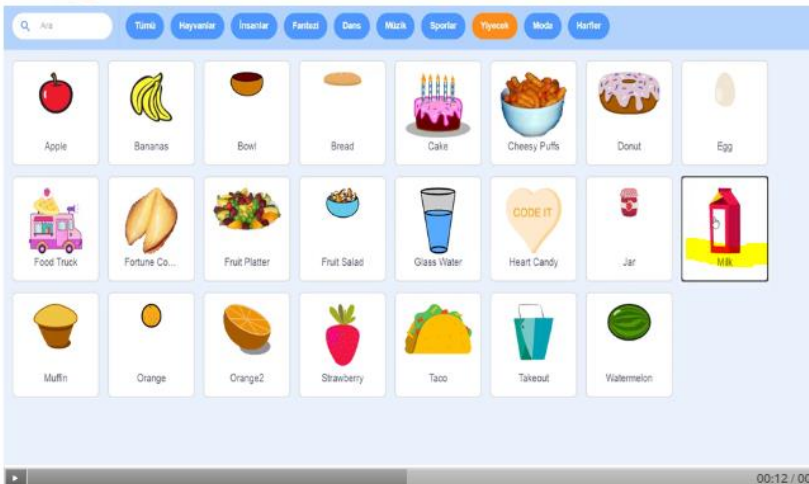 Ara Tümü Hayvanlar İnsanlar Fantezi Dans Müzik Sporlar Yiyecek Moda Harfler
Apple Bananas Bowl Bread Cake Cheesy Puffs Donut Egg
CODE IT
Food Truck Fortune Co... Fruit Platter Fruit Salad Glass Water Heart Candy Jar Milk
Muffin Orange Orange2 Strawberry Taco Takeout Watermelon
00:12 / 00